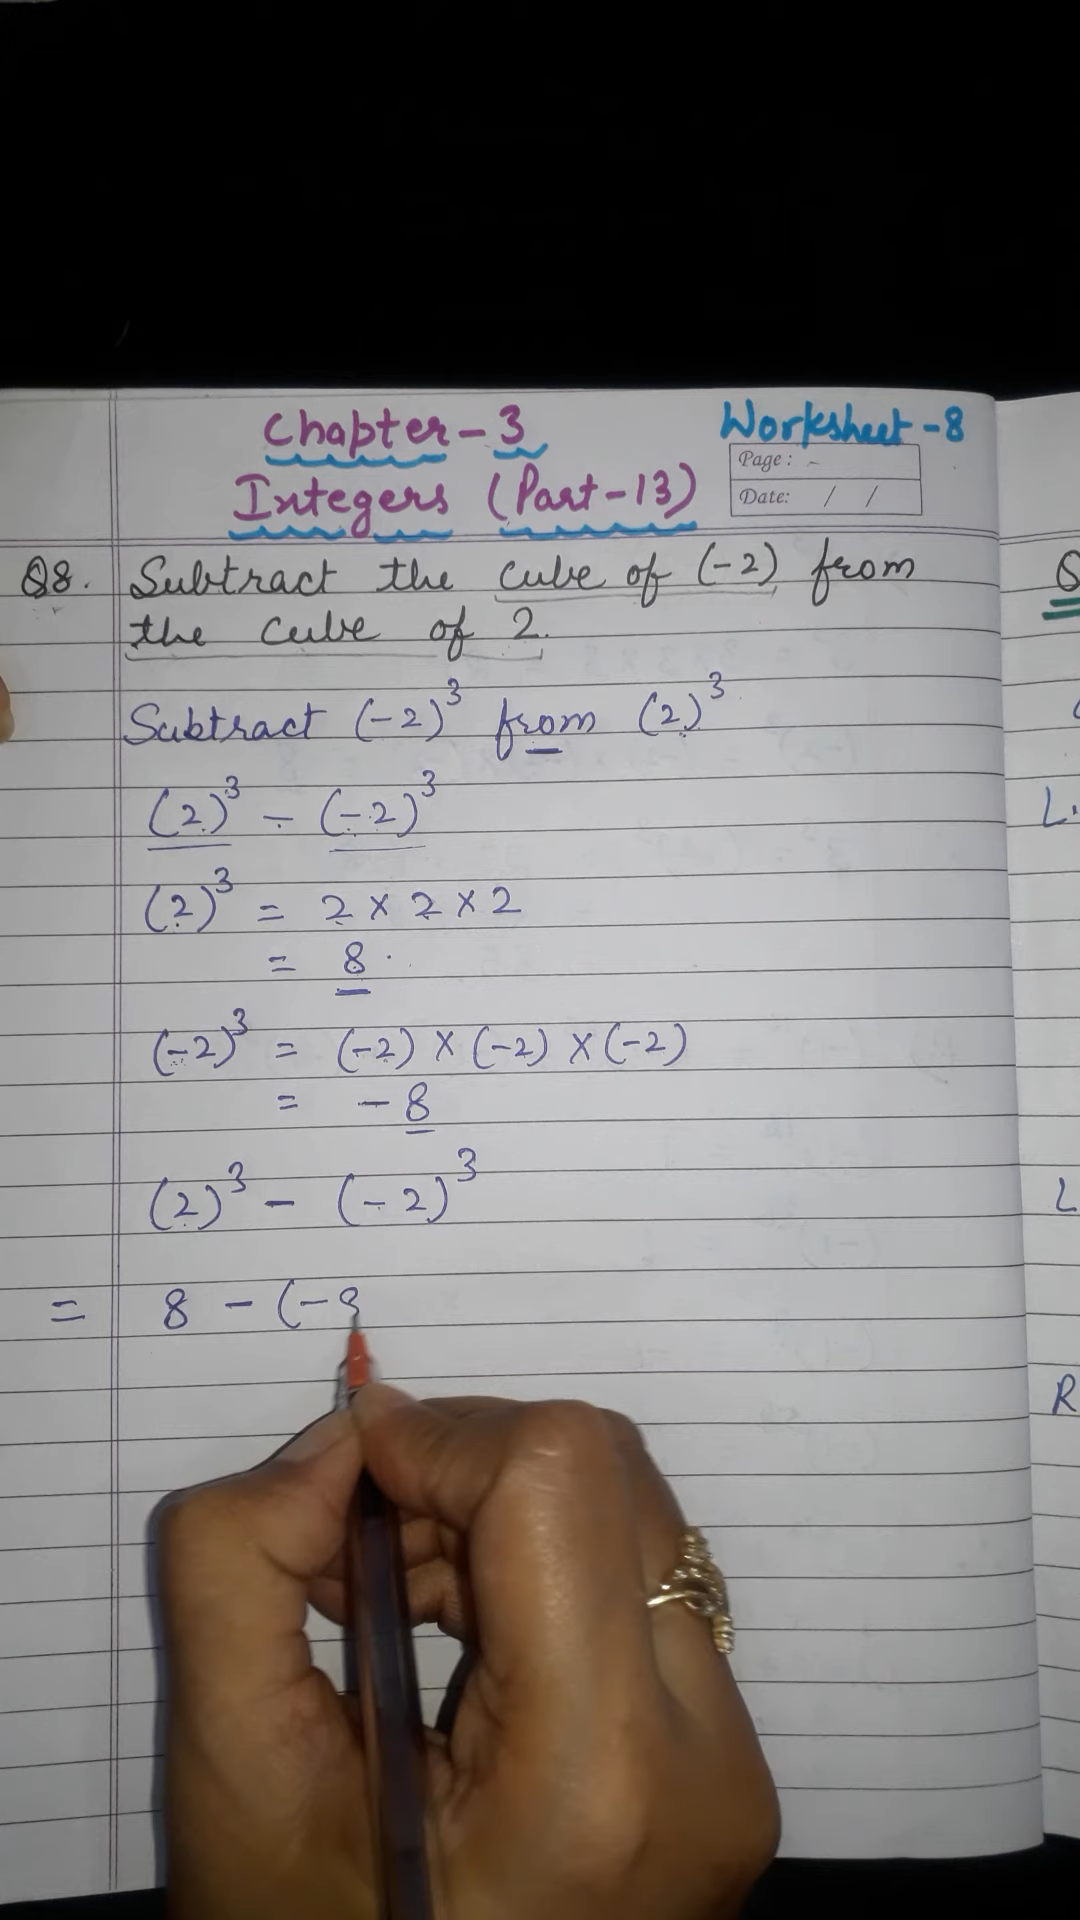 Chapter-3
Worksheet-8
Integers (Part-13)
Page: -
Date: / /
Q8. Subtract the cube of (-2) from
the cube of 2.
Subtract (-2)³ from (2)³
(2)³ - (-2)³
(2)³ = 2 × 2 × 2
= 8
(-2)³ = (-2) × (-2) × (-2)
= -8
(2)³ - (-2)³
= 8 - (-8
L.
L
R